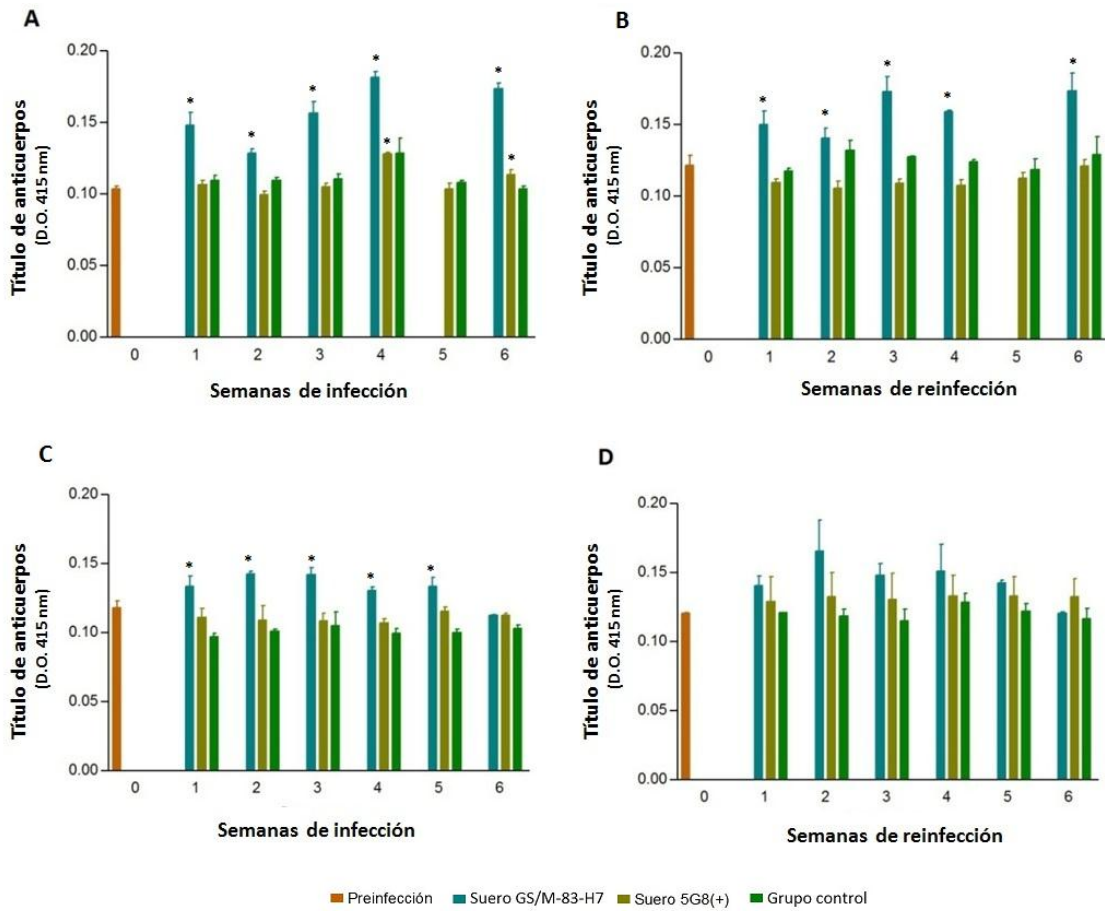 A
Título de anticuerpos
(D.O. 415 nm)
0.20
0.15
0.10
0.05
0.00
* * * * * * *
0 1 2 3 4 5 6
Semanas de infección
B
Título de anticuerpos
(D.O. 415 nm)
0.20
0.15
0.10
0.05
0.00
* * * * *
0 1 2 3 4 5 6
Semanas de reinfección
C
Título de anticuerpos
(D.O. 415 nm)
0.20
0.15
0.10
0.05
0.00
* * * * *
0 1 2 3 4 5 6
Semanas de infección
D
Título de anticuerpos
(D.O. 415 nm)
0.20
0.15
0.10
0.05
0.00
0 1 2 3 4 5 6
Semanas de reinfección
Preinfección Suero GS/M-83-H7 Suero 5G8(+) Grupo control